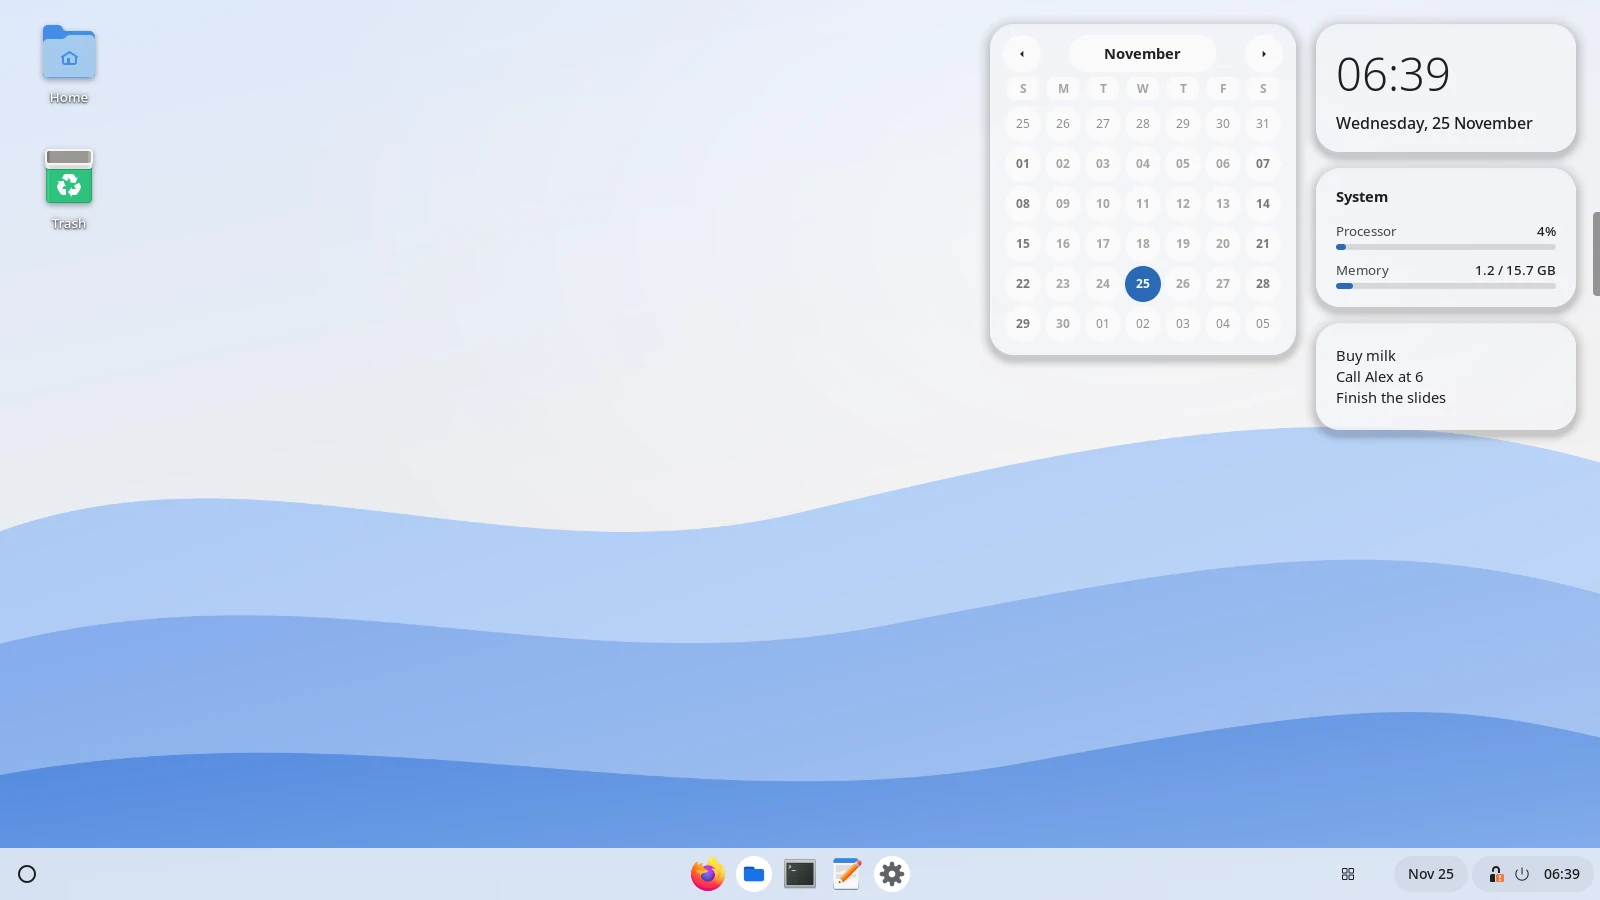 Home
Trash
November
S M T W T F S
25 26 27 28 29 30 31
01 02 03 04 05 06 07
08 09 10 11 12 13 14
15 16 17 18 19 20 21
22 23 24 25 26 27 28
29 30 01 02 03 04 05
06:39
Wednesday, 25 November
System
Processor 4%
Memory 1.2 / 15.7 GB
Buy milk
Call Alex at 6
Finish the slides
Nov 25
06:39